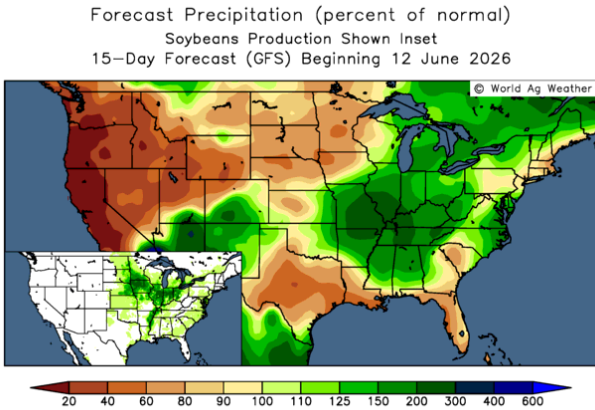 Forecast Precipitation (percent of normal)
Soybeans Production Shown Inset
15-Day Forecast (GFS) Beginning 12 June 2026
© World Ag Weather
20 40 60 80 90 100 110 125 150 200 300 400 600